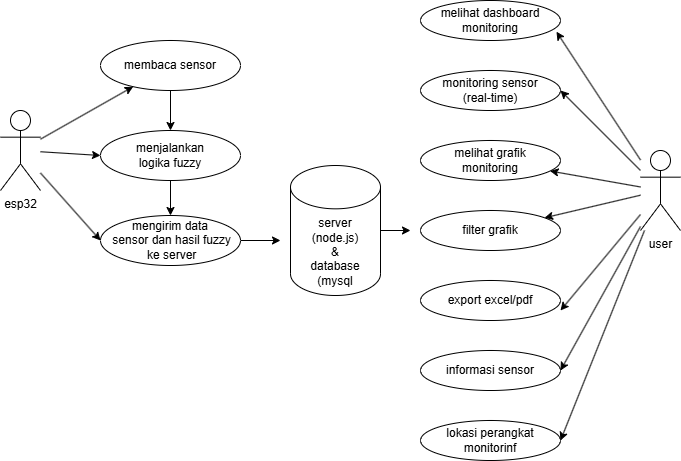 melihat dashboard
monitoring
membaca sensor
monitoring sensor
(real-time)
menjalankan
logika fuzzy
melihat grafik
monitoring
esp32
mengirim data
sensor dan hasil fuzzy
ke server
server
(node.js)
&
database
(mysql
filter grafik
user
export excel/pdf
informasi sensor
lokasi perangkat
monitorinf